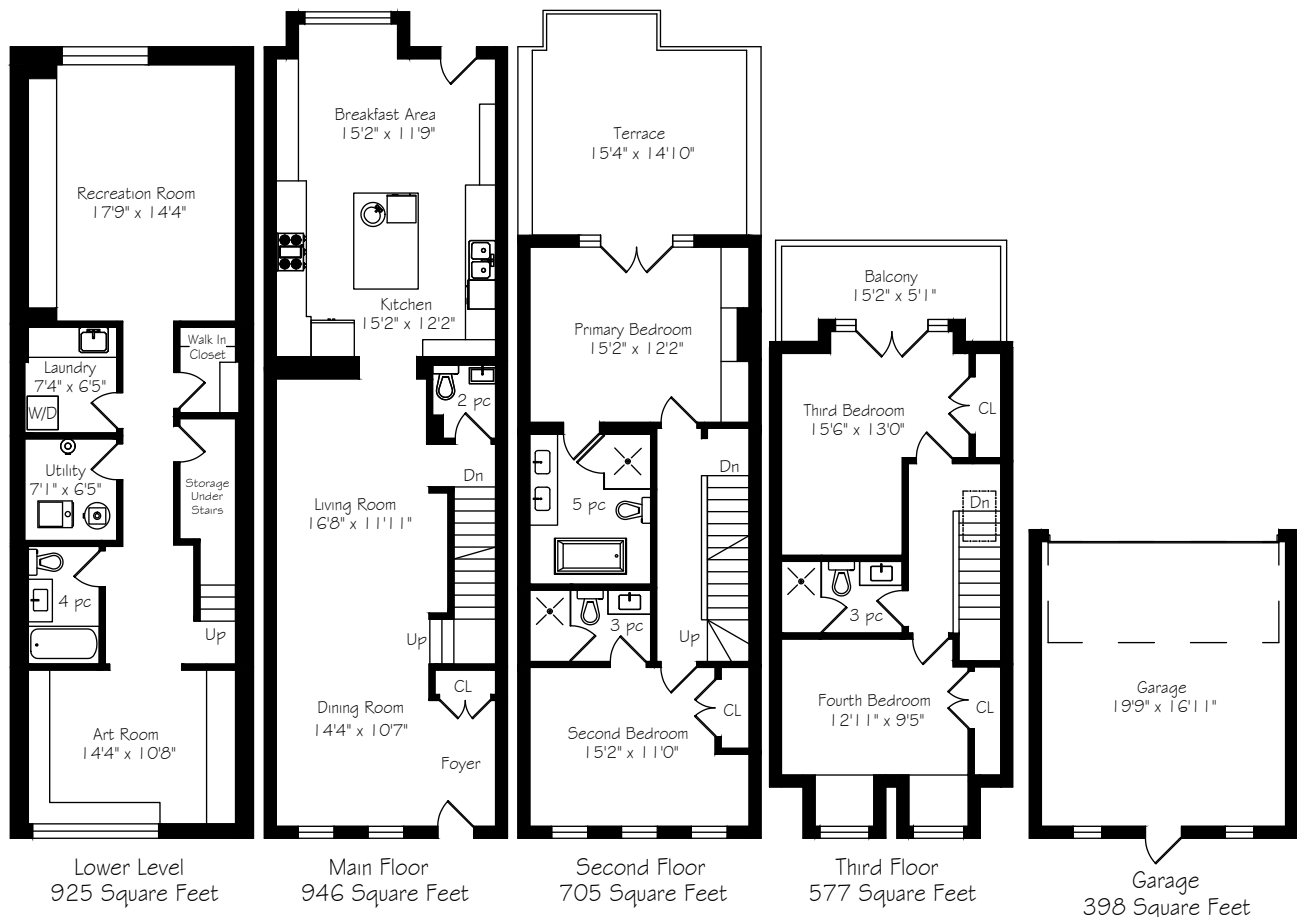 Recreation Room
17'9" x 14'4"
Laundry
7'4" x 6'5"
W/D
Walk In
Closet
Utility
7'1" x 6'5"
Storage
Under
Stairs
4 pc
Up
Art Room
14'4" x 10'8"
Lower Level
925 Square Feet
Breakfast Area
15'2" x 11'9"
Kitchen
15'2" x 12'2"
2 pc
Dn
Living Room
16'8" x 11'11"
Up
CL
Dining Room
14'4" x 10'7"
Foyer
Main Floor
946 Square Feet
Terrace
15'4" x 14'10"
Primary Bedroom
15'2" x 12'2"
Dn
5 pc
3 pc
Up
CL
Second Bedroom
15'2" x 11'0"
Second Floor
705 Square Feet
Balcony
15'2" x 5'1"
Third Bedroom
15'6" x 13'0"
CL
Dn
3 pc
Fourth Bedroom
12'11" x 9'5"
CL
Third Floor
577 Square Feet
Garage
19'9" x 16'11"
Garage
398 Square Feet